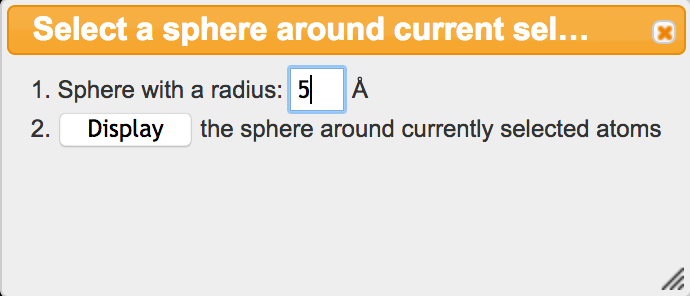 Select a sphere around current sel...
1. Sphere with a radius: 5 Å
2. Display the sphere around currently selected atoms